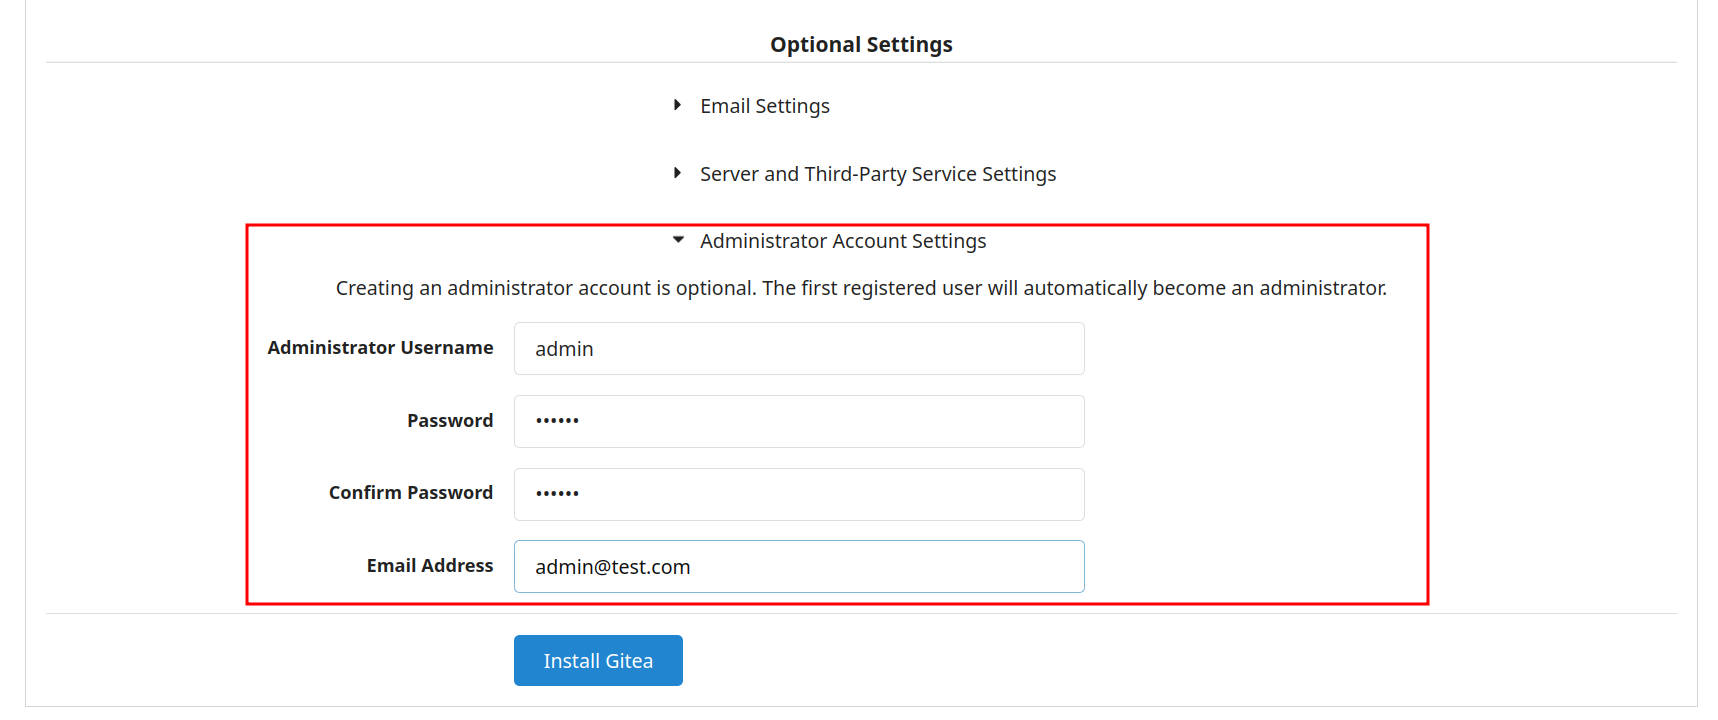 Optional Settings
Email Settings
Server and Third-Party Service Settings
Administrator Account Settings
Creating an administrator account is optional. The first registered user will automatically become an administrator.
Administrator Username
admin
Password
••••••
Confirm Password
••••••
Email Address
admin@test.com
Install Gitea